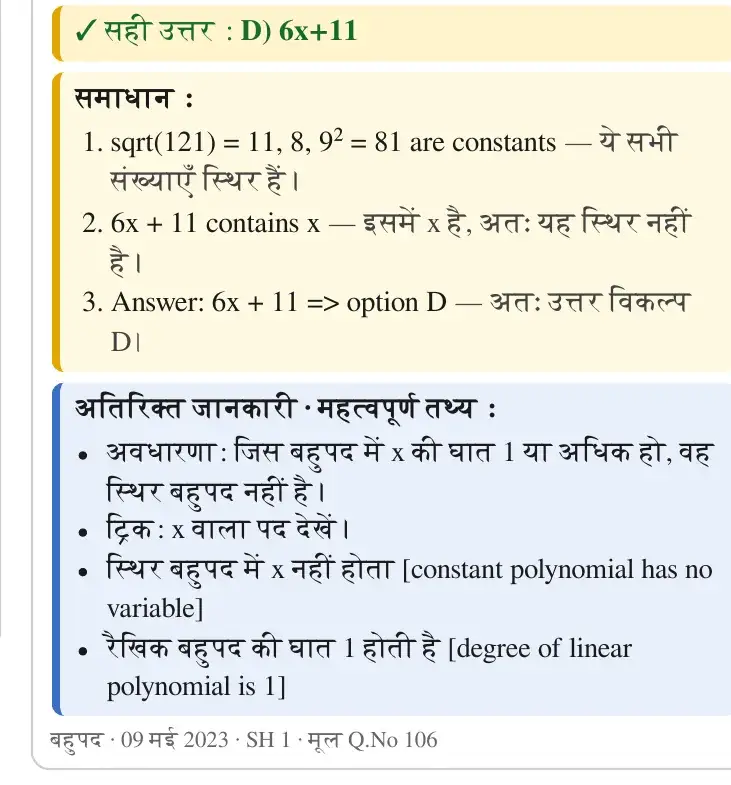 ✓ सही उत्तर : D) 6x+11
समाधान :
1. sqrt(121) = 11, 8, 9² = 81 are constants — ये सभी
संख्याएँ स्थिर हैं।
2. 6x + 11 contains x — इसमें x है, अतः यह स्थिर नहीं
है।
3. Answer: 6x + 11 => option D — अतः उत्तर विकल्प
D।
अतिरिक्त जानकारी · महत्वपूर्ण तथ्य :
• अवधारणा : जिस बहुपद में x की घात 1 या अधिक हो, वह
स्थिर बहुपद नहीं है।
• ट्रिक : x वाला पद देखें।
• स्थिर बहुपद में x नहीं होता [constant polynomial has no
variable]
• रैखिक बहुपद की घात 1 होती है [degree of linear
polynomial is 1]
बहुपद · 09 मई 2023 · SH 1 · मूल Q.No 106